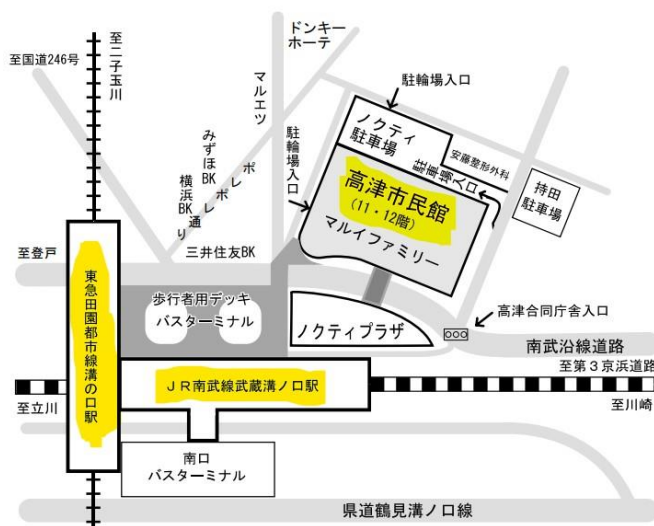 ドンキー
ホーテ
至二子玉川
至国道246号
マルエツ
駐輪場入口
ノクティ
駐車場
安藤整形外科
駐車場入口
持田
駐車場
駐輪場入口
みずほBK
横浜BK
ポレポレ通り
高津市民館
(11・12階)
マルイファミリー
三井住友BK
至登戸
東急田園都市線溝の口駅
歩行者用デッキ
バスターミナル
ノクティプラザ
高津合同庁舎入口
南武沿線道路
至第3京浜道路
JR南武線武蔵溝ノ口駅
至立川
至川崎
南口
バスターミナル
県道鶴見溝ノ口線